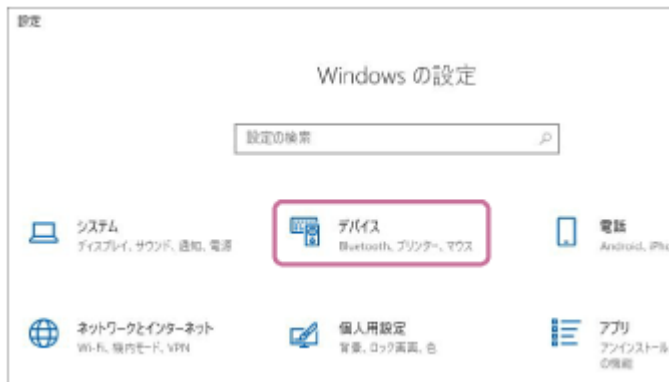 設定
Windows の設定
設定の検索
システム
ディスプレイ、サウンド、通知、電源
デバイス
Bluetooth、プリンター、マウス
電話
Android、iPho
ネットワークとインターネット
Wi-Fi、機内モード、VPN
個人用設定
背景、ロック画面、色
アプリ
アンインストール
の機能